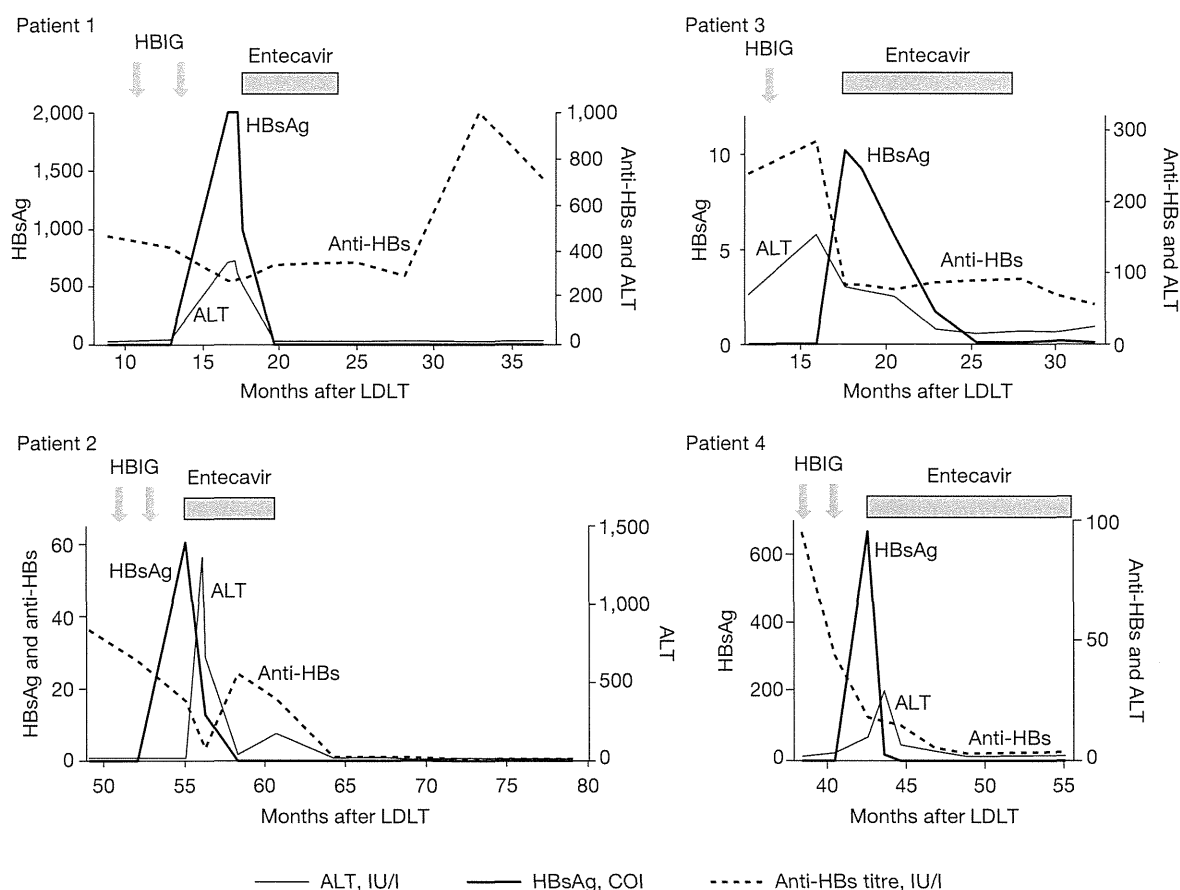 Patient 1
HBIG
Entecavir
2,000
1,500
1,000
500
0
HBsAg
HBsAg
ALT
Anti-HBs
1,000
800
600
400
200
0
Anti-HBs and ALT
10 15 20 25 30 35
Months after LDLT
Patient 3
HBIG
Entecavir
10
5
0
HBsAg
HBsAg
ALT
Anti-HBs
300
200
100
0
Anti-HBs and ALT
15 20 25 30
Months after LDLT
Patient 2
HBIG
Entecavir
60
40
20
0
HBsAg and anti-HBs
HBsAg
ALT
Anti-HBs
1,500
1,000
500
0
ALT
50 55 60 65 70 75 80
Months after LDLT
Patient 4
HBIG
Entecavir
600
400
200
0
HBsAg
HBsAg
ALT
Anti-HBs
100
50
0
Anti-HBs and ALT
40 45 50 55
Months after LDLT
ALT, IU/l HBsAg, COI Anti-HBs titre, IU/l